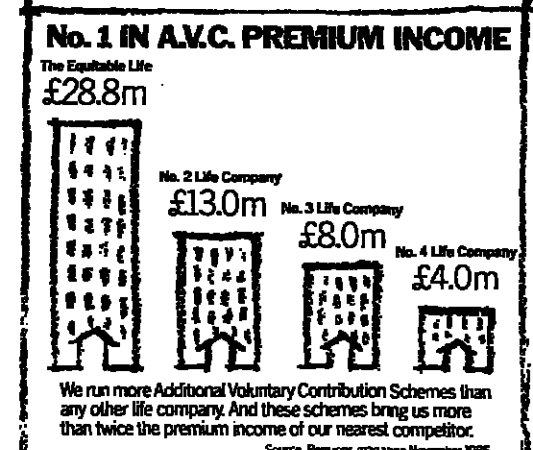 No. 1 IN A.V.C. PREMIUM INCOME
The Equitable Life
£28.8m
No. 2 Life Company
£13.0m
No. 3 Life Company
£8.0m
No. 4 Life Company
£4.0m
We run more Additional Voluntary Contribution Schemes than
any other life company. And these schemes bring us more
than twice the premium income of our nearest competitor.
November